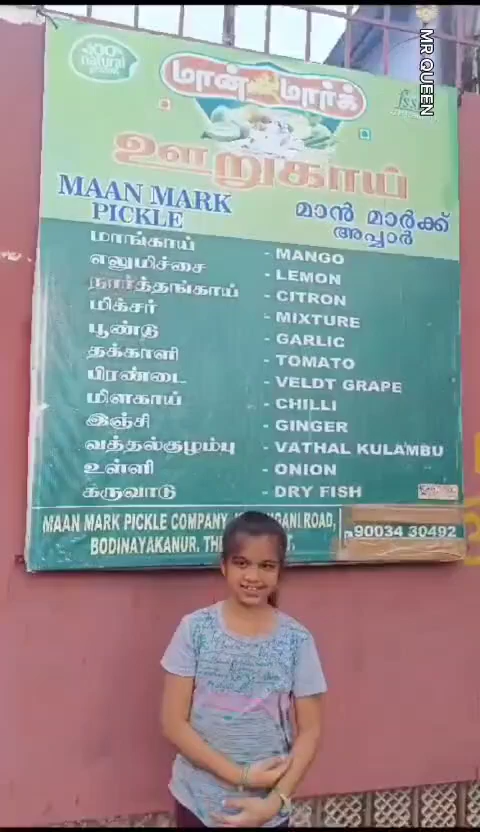 100%
natural
MR QUEEN
மான் மார்க்
fssai
ஊறுகாய்
MAAN MARK
PICKLE
മാൻ മാർക്ക്
അച്ചാർ
மாங்காய் - MANGO
எலுமிச்சை - LEMON
நார்த்தங்காய் - CITRON
மிக்சர் - MIXTURE
பூண்டு - GARLIC
தக்காளி - TOMATO
பிரண்டை - VELDT GRAPE
மிளகாய் - CHILLI
இஞ்சி - GINGER
வத்தல்குழம்பு - VATHAL KULAMBU
உள்ளி - ONION
கருவாடு - DRY FISH
MAAN MARK PICKLE COMPANY, ROAD,
BODINAYAKANUR. 90034 30492